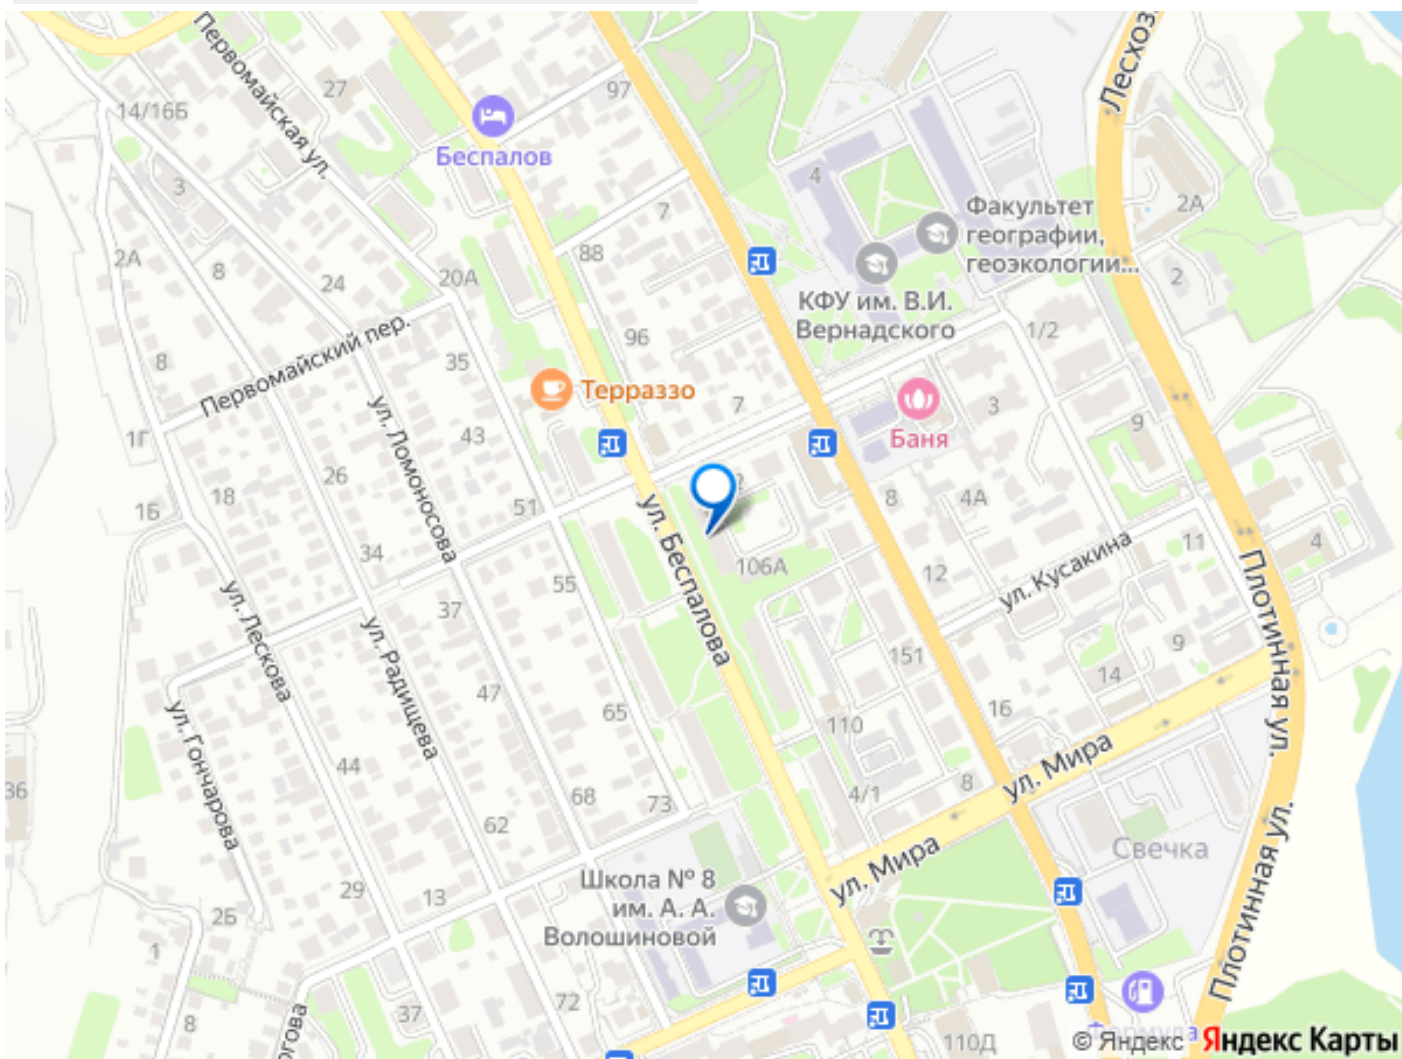 Первомайская ул.
27
14/16Б
97
Беспалов
Лесхоз
3
4
7
2А
Факультет
географии,
геоэкологии...
2А
8
24
20А
88
2
КФУ им. В.И.
Вернадского
1/2
96
Первомайский пер.
8
35
Терраззо
7
3
Баня
9
1Г
ул. Ломоносова
43
26
18
1Б
51
2
8
4А
ул. Беспалова
34
106А
11
4
ул. Кусакина
12
Плотинная ул.
55
37
ул. Лескова
ул. Радищева
151
9
14
47
65
16
110
ул. Гончарова
44
ул. Мира
36
68
73
4/1
8
62
Свечка
29
13
ул. Мира
Школа № 8
им. А. А.
Волошиновой
2Б
1
Плотинная ул.
72
37
8
огова
110Д
© Яндекс Яндекс Карты